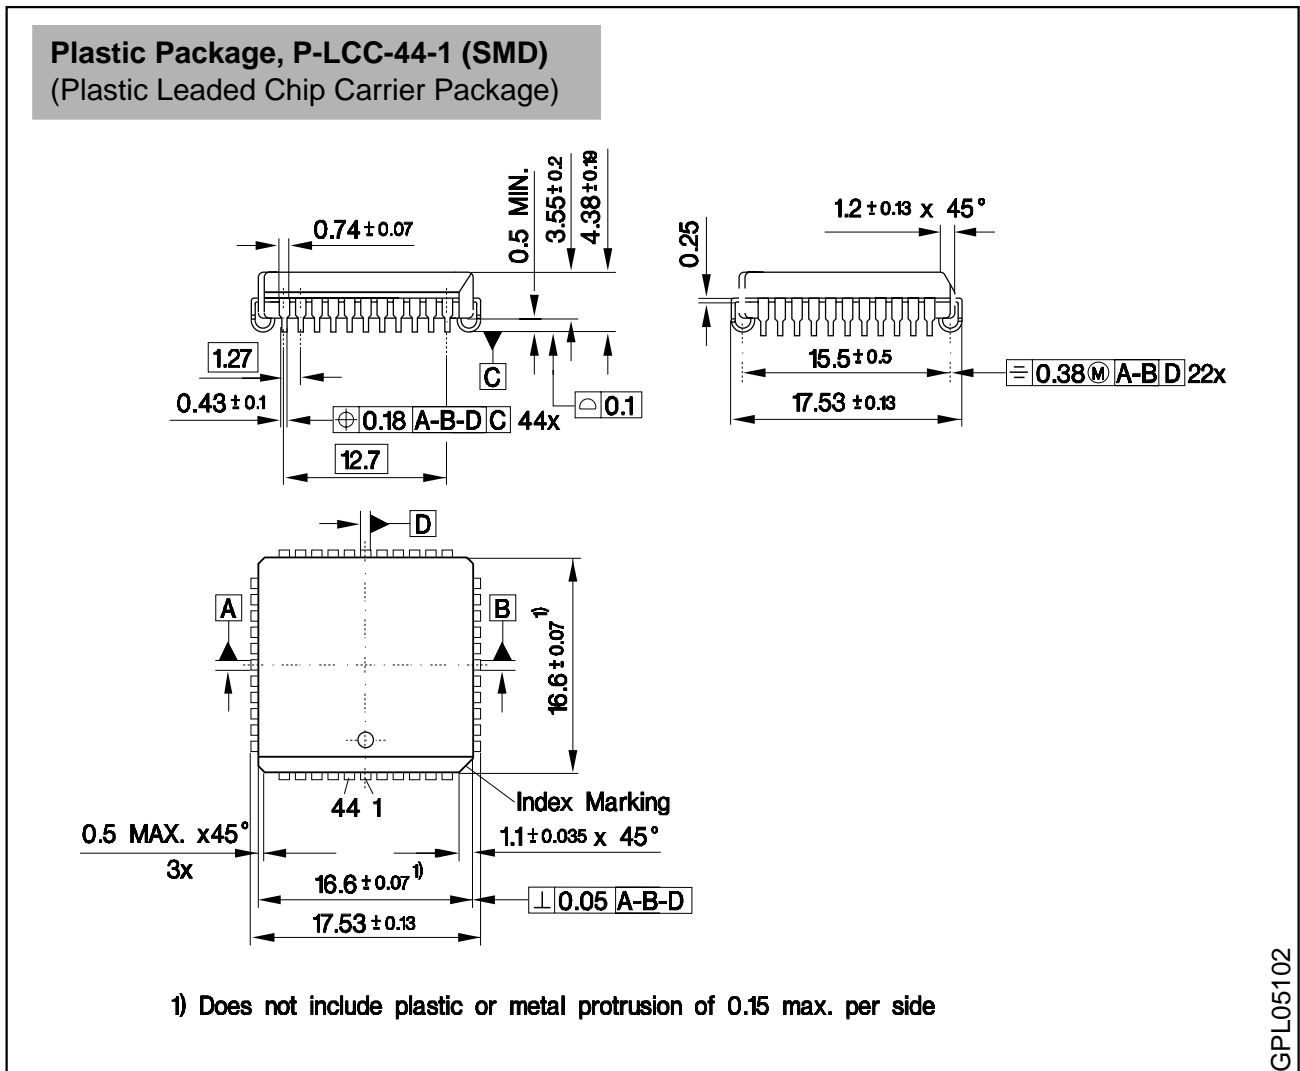 Plastic Package, P-LCC-44-1 (SMD)
(Plastic Leaded Chip Carrier Package)
0.74 ± 0.07
0.5 MIN.
3.55 ± 0.2
4.38 ± 0.19
1.27
C
0.43 ± 0.1
⌖ 0.18 A-B-D C 44x
⌓ 0.1
12.7
0.25
1.2 ± 0.13 x 45°
15.5 ± 0.5
⌯ 0.38 Ⓜ A-B D 22x
17.53 ± 0.13
D
A
B
16.6 ± 0.07 1)
44 1
Index Marking
0.5 MAX. x45°
3x
1.1 ± 0.035 x 45°
16.6 ± 0.07 1)
⊥ 0.05 A-B-D
17.53 ± 0.13
1) Does not include plastic or metal protrusion of 0.15 max. per side
GPL05102